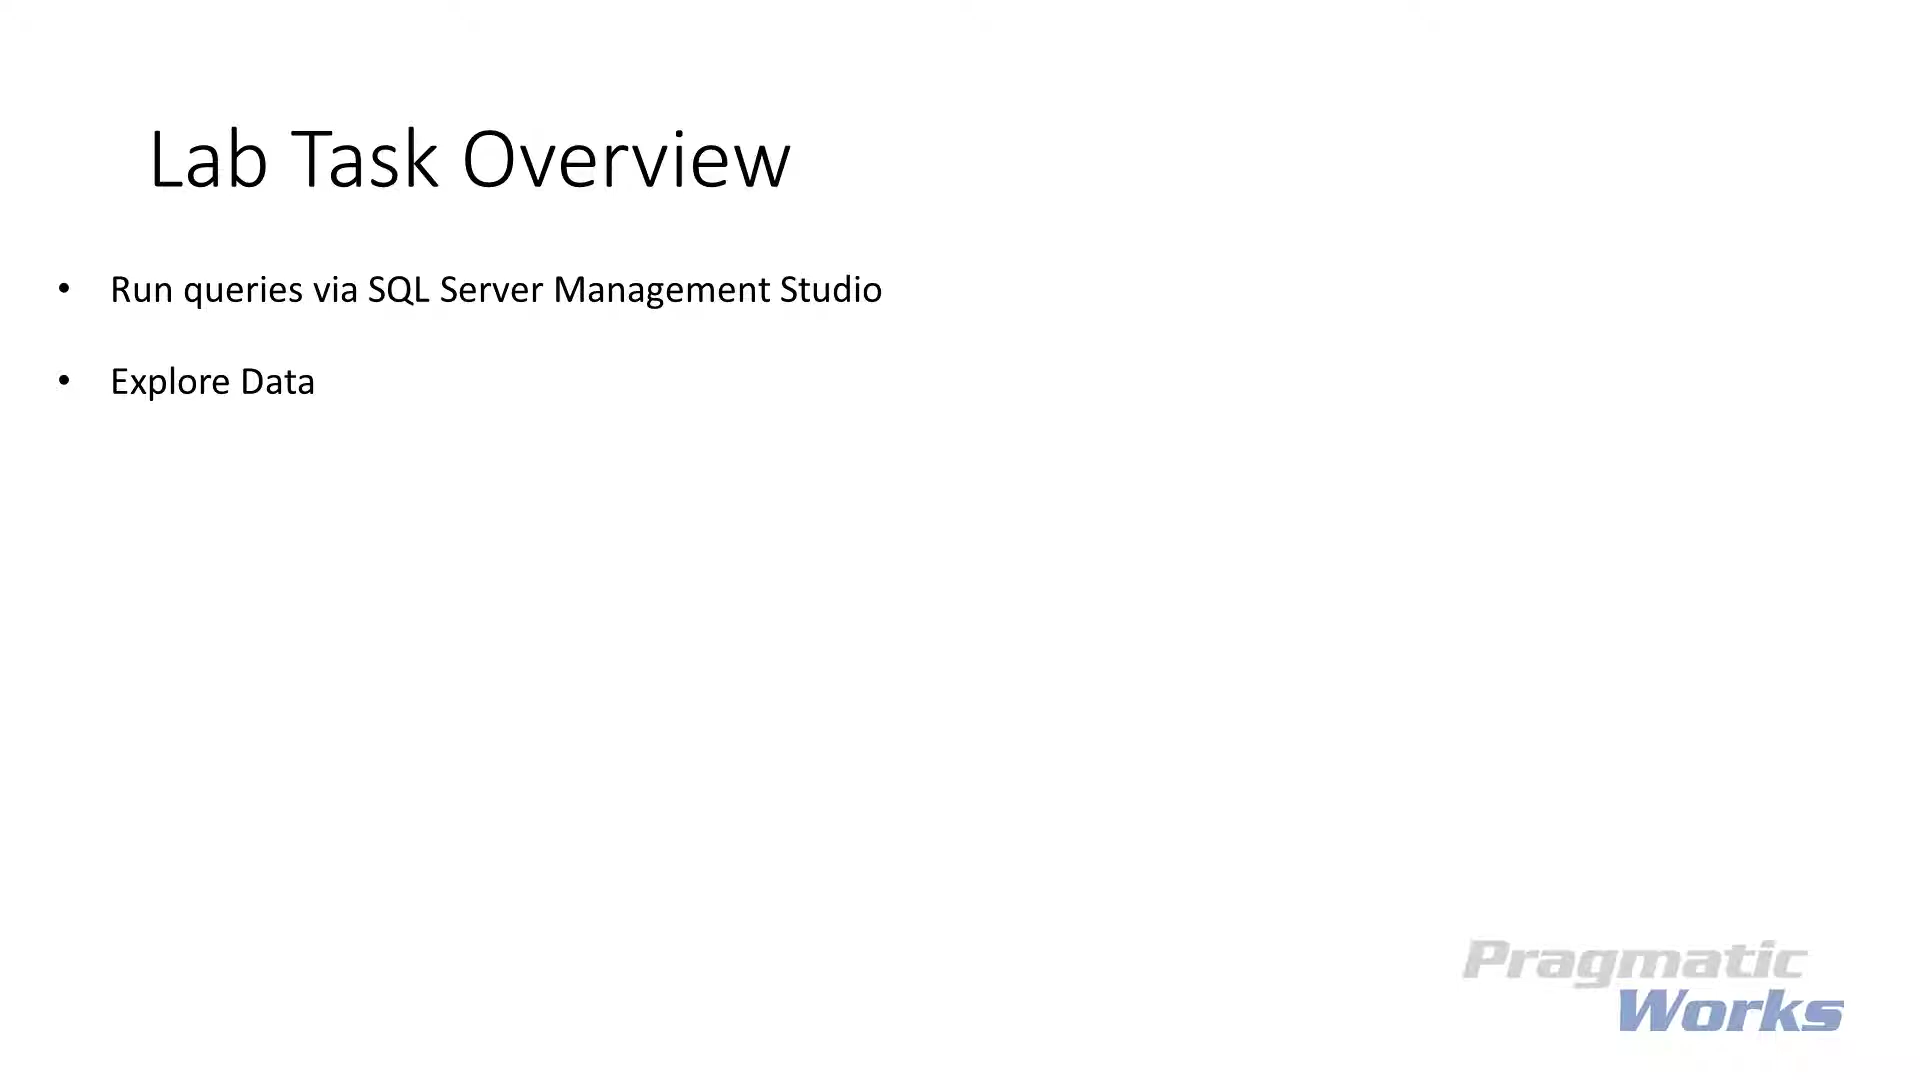 Lab Task Overview
• Run queries via SQL Server Management Studio
• Explore Data
Pragmatic
Works